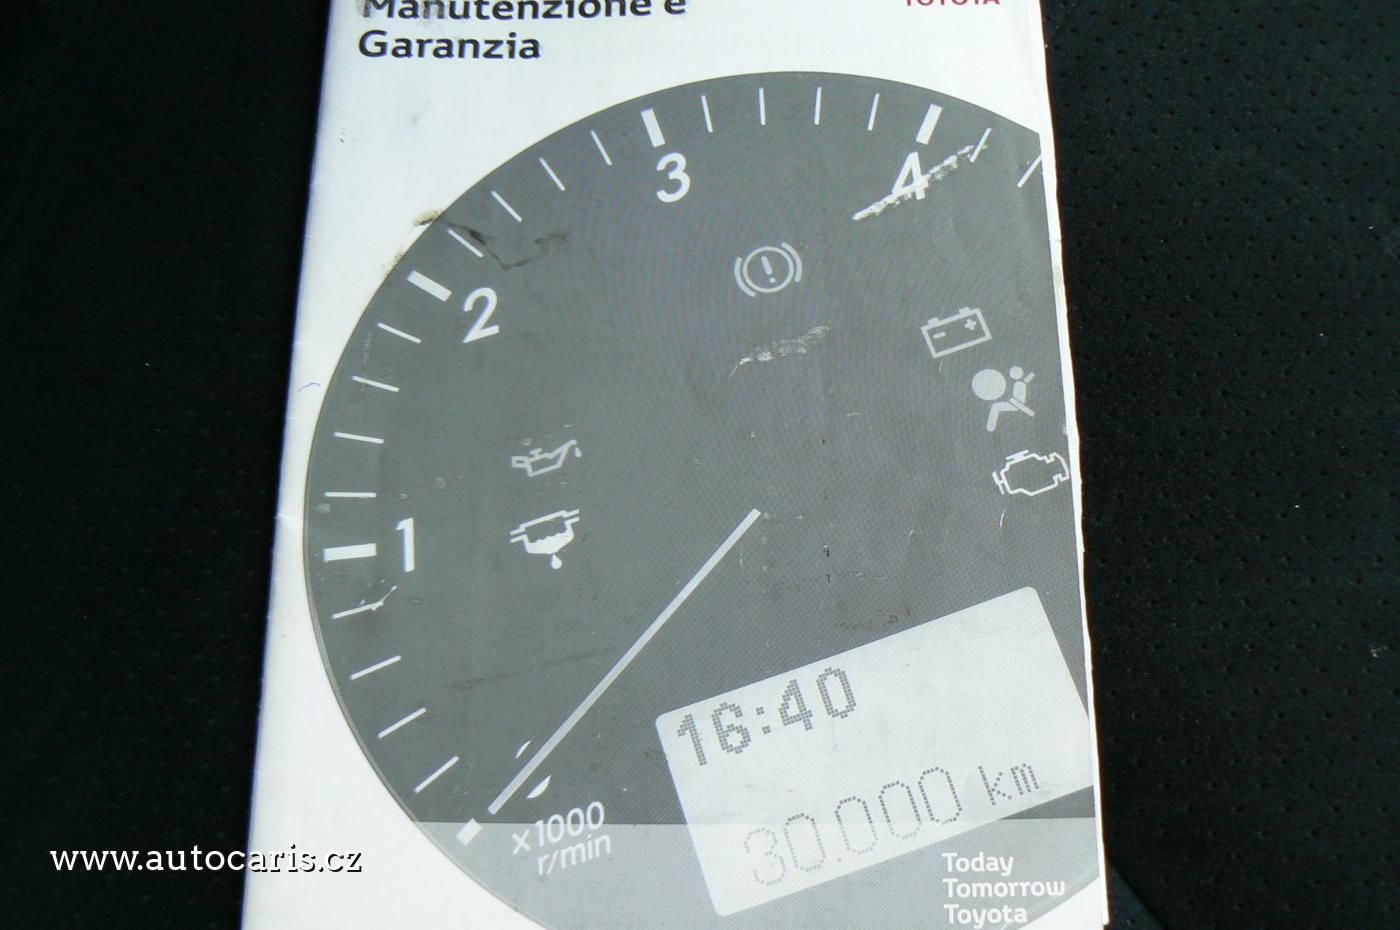 Manutenzione e
Garanzia
TOYOTA
3
4
2
1
16:40
30.000 km
x1000
r/min
Today
Tomorrow
Toyota
www.autocaris.cz